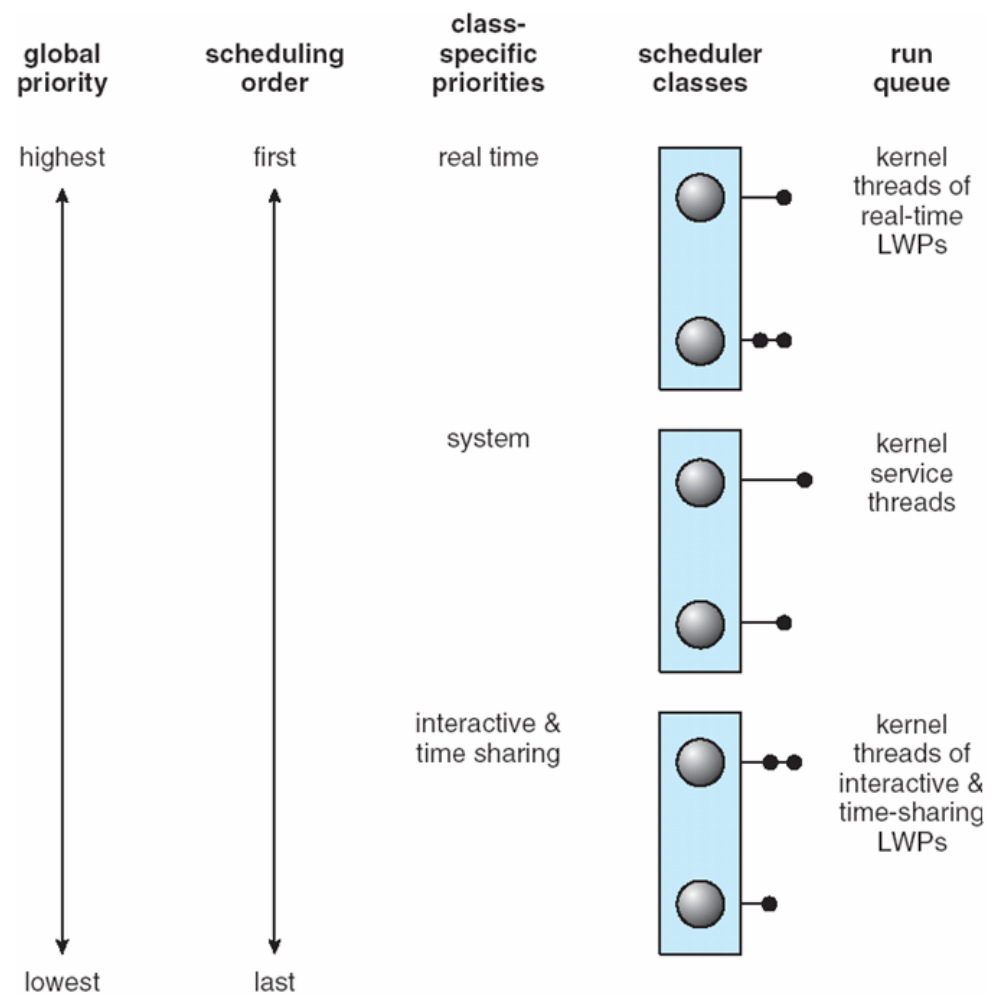 global
priority
scheduling
order
class-
specific
priorities
scheduler
classes
run
queue
highest
first
real time
kernel
threads of
real-time
LWPs
system
kernel
service
threads
interactive &
time sharing
kernel
threads of
interactive &
time-sharing
LWPs
lowest
last